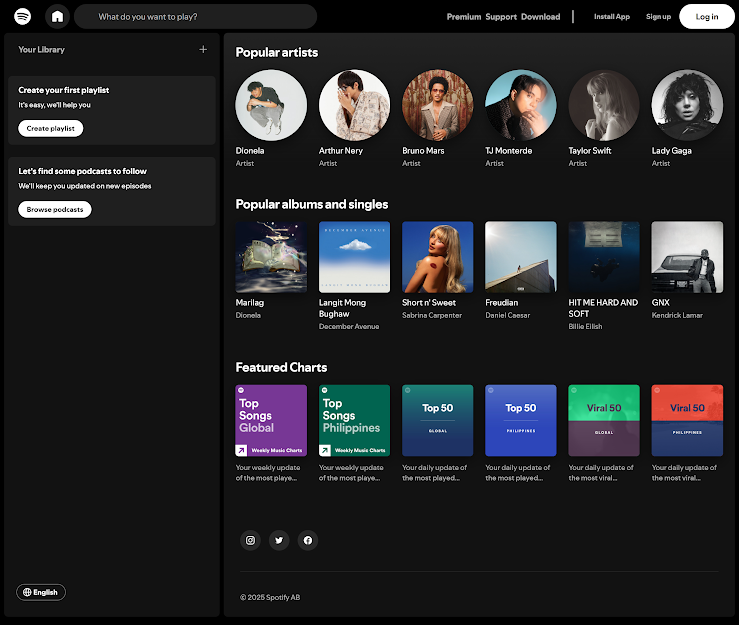 What do you want to play?
Premium Support Download
Install App
Sign up
Log in
Your Library
Create your first playlist
It's easy, we'll help you
Create playlist
Let's find some podcasts to follow
We'll keep you updated on new episodes
Browse podcasts
English
Popular artists
Dionela
Artist
Arthur Nery
Artist
Bruno Mars
Artist
TJ Monterde
Artist
Taylor Swift
Artist
Lady Gaga
Artist
Popular albums and singles
Marilag
Dionela
DECEMBER AVENUE
LANGIT MONG BUGHAW
Langit Mong
Bughaw
December Avenue
Short n' Sweet
Sabrina Carpenter
Freudian
Daniel Caesar
HIT ME HARD AND
SOFT
Billie Eilish
GNX
Kendrick Lamar
Featured Charts
Top
Songs
Global
Weekly Music Charts
Your weekly update
of the most playe...
Top
Songs
Philippines
Weekly Music Charts
Your weekly update
of the most playe...
Top 50
GLOBAL
Your daily update of
the most played...
Top 50
PHILIPPINES
Your daily update of
the most played...
Viral 50
GLOBAL
Your daily update of
the most viral...
Viral 50
PHILIPPINES
Your daily update of
the most viral...
© 2025 Spotify AB